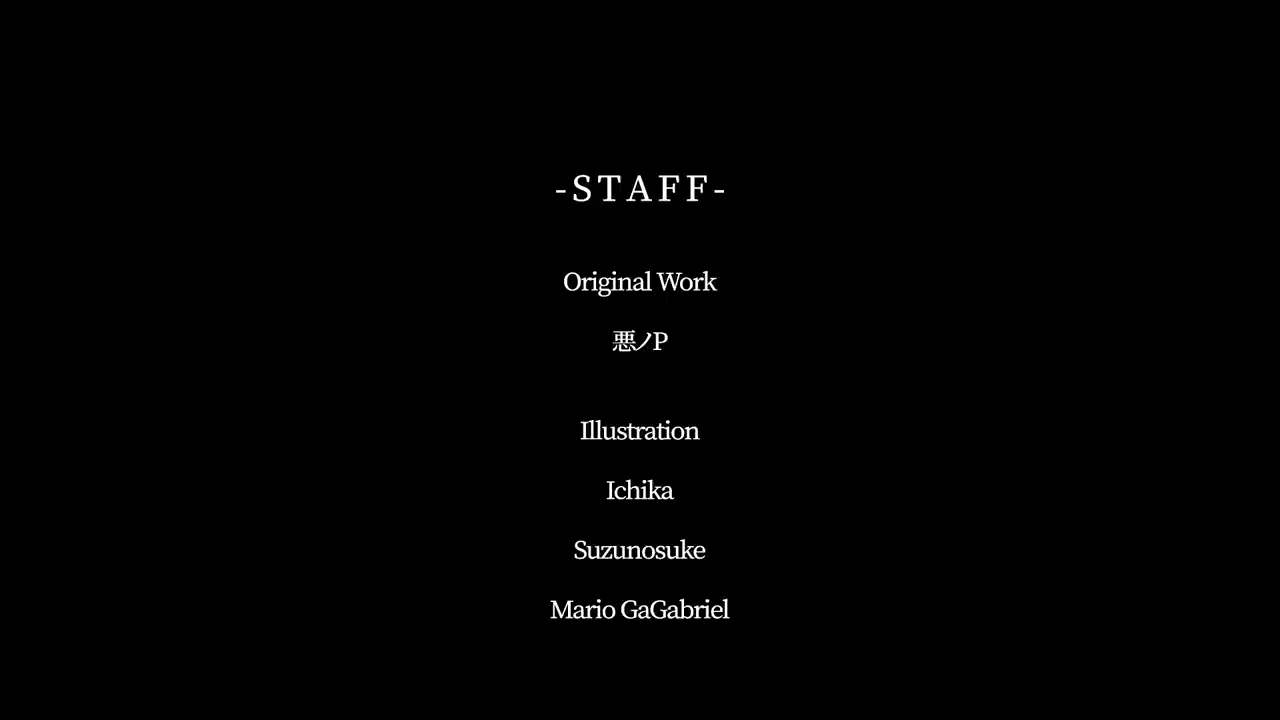 -STAFF-
Original Work
悪ノP
Illustration
Ichika
Suzunosuke
Mario GaGabriel